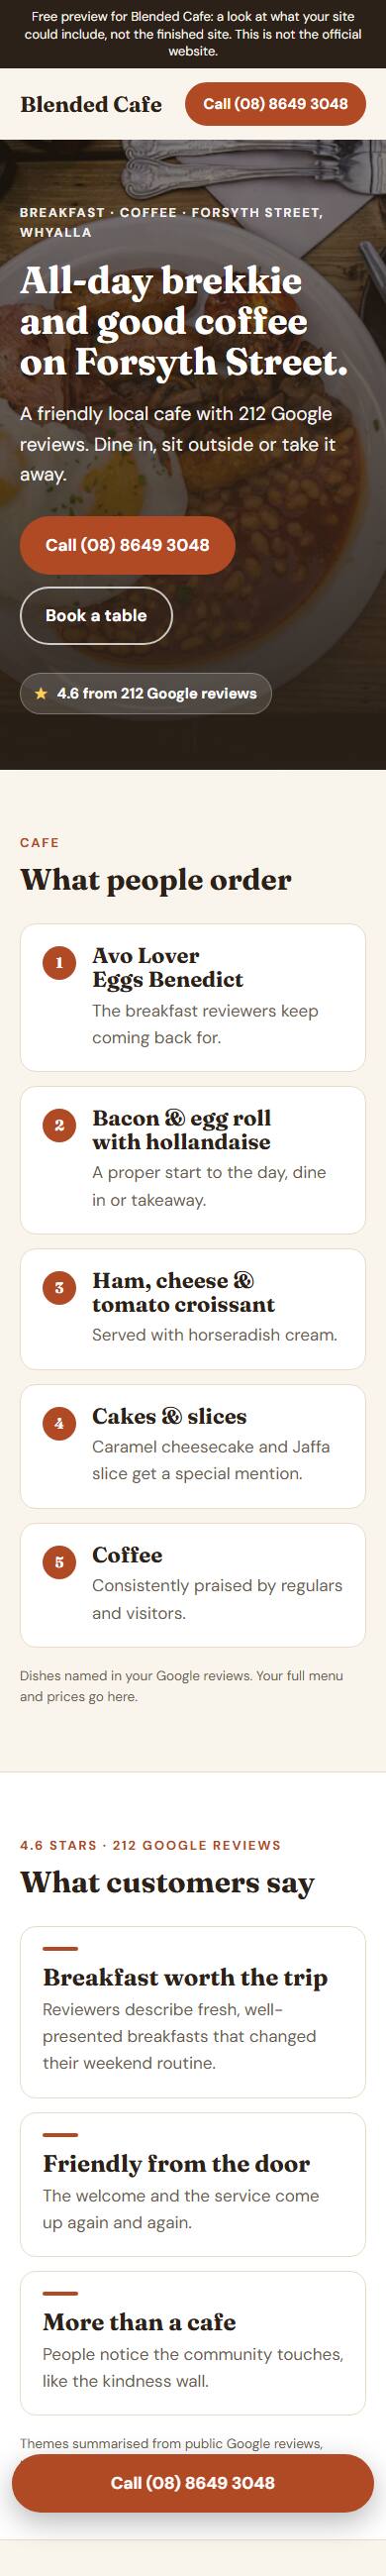 Free preview for Blended Cafe: a look at what your site
could include, not the finished site. This is not the official
website.
Blended Cafe
Call (08) 8649 3048
BREAKFAST · COFFEE · FORSYTH STREET,
WHYALLA
All-day brekkie
and good coffee
on Forsyth Street.
A friendly local cafe with 212 Google
reviews. Dine in, sit outside or take it
away.
Call (08) 8649 3048
Book a table
★ 4.6 from 212 Google reviews
CAFE
What people order
1
Avo Lover
Eggs Benedict
The breakfast reviewers keep
coming back for.
2
Bacon & egg roll
with hollandaise
A proper start to the day, dine
in or takeaway.
3
Ham, cheese &
tomato croissant
Served with horseradish cream.
4
Cakes & slices
Caramel cheesecake and Jaffa
slice get a special mention.
5
Coffee
Consistently praised by regulars
and visitors.
Dishes named in your Google reviews. Your full menu
and prices go here.
4.6 STARS · 212 GOOGLE REVIEWS
What customers say
Breakfast worth the trip
Reviewers describe fresh, well-
presented breakfasts that changed
their weekend routine.
Friendly from the door
The welcome and the service come
up again and again.
More than a cafe
People notice the community touches,
like the kindness wall.
Themes summarised from public Google reviews,
Call (08) 8649 3048